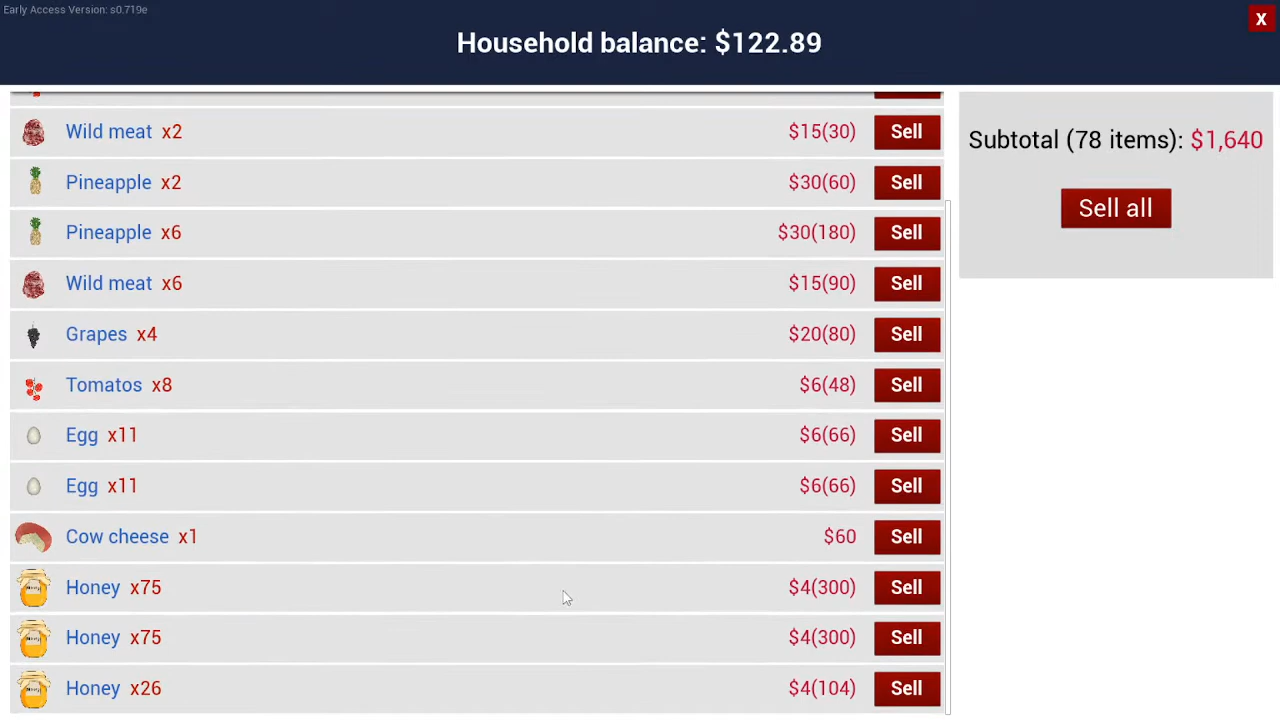 Early Access Version: s0.719e
X
Household balance: $122.89
Wild meat x2 $15(30) Sell
Pineapple x2 $30(60) Sell
Pineapple x6 $30(180) Sell
Wild meat x6 $15(90) Sell
Grapes x4 $20(80) Sell
Tomatos x8 $6(48) Sell
Egg x11 $6(66) Sell
Egg x11 $6(66) Sell
Cow cheese x1 $60 Sell
Honey x75 $4(300) Sell
Honey x75 $4(300) Sell
Honey x26 $4(104) Sell
Subtotal (78 items): $1,640
Sell all